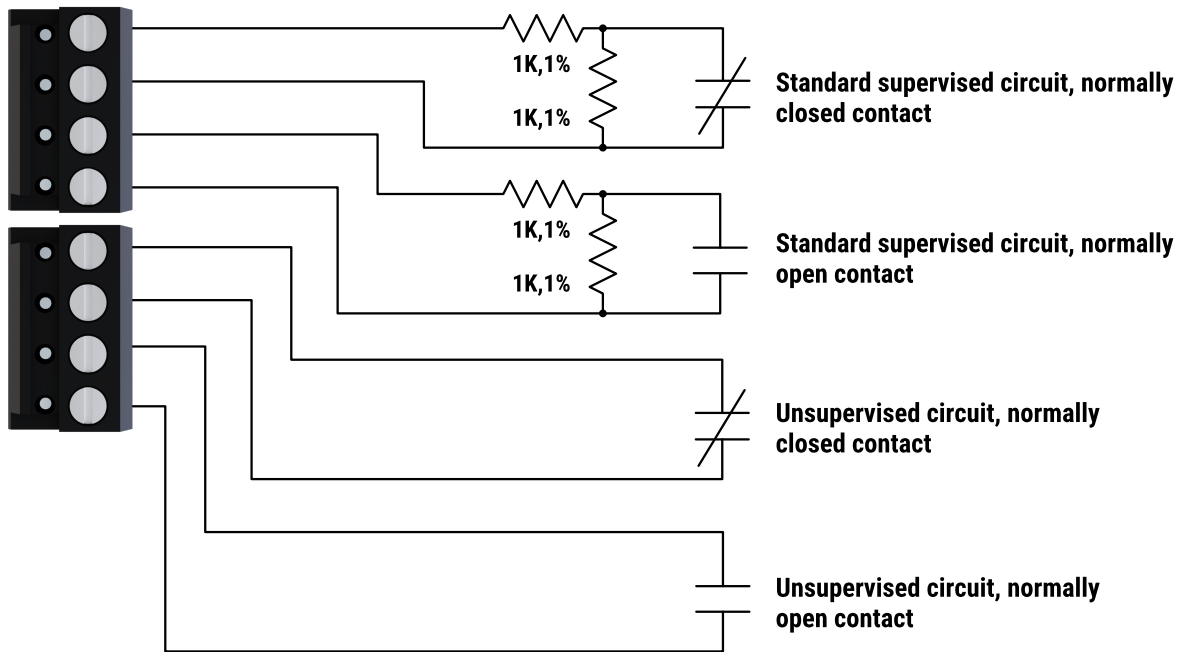 1K,1%
1K,1%
Standard supervised circuit, normally
closed contact
1K,1%
1K,1%
Standard supervised circuit, normally
open contact
Unsupervised circuit, normally
closed contact
Unsupervised circuit, normally
open contact